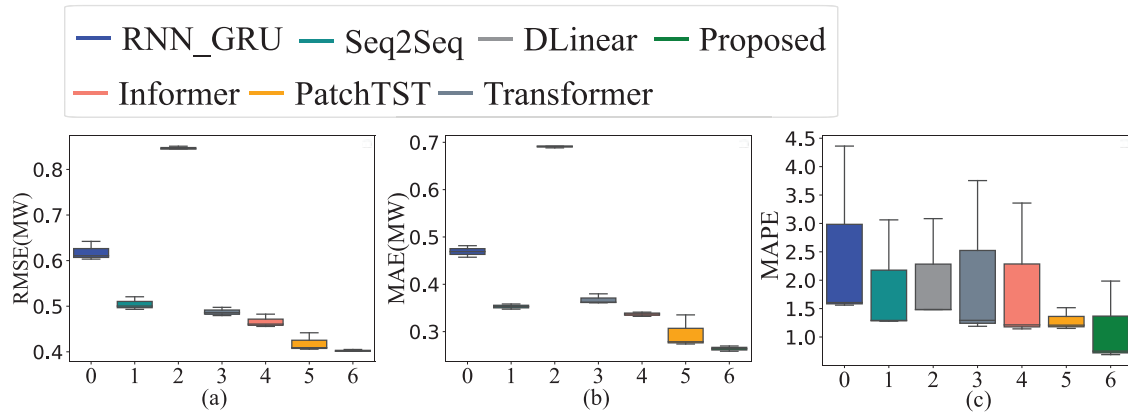 RNN_GRU Seq2Seq DLinear Proposed
Informer PatchTST Transformer
RMSE(MW)
0.8
0.7
0.6
0.5
0.4
0 1 2 3 4 5 6
(a)
MAE(MW)
0.7
0.6
0.5
0.4
0.3
0 1 2 3 4 5 6
(b)
MAPE
4.5
4.0
3.5
3.0
2.5
2.0
1.5
1.0
0 1 2 3 4 5 6
(c)